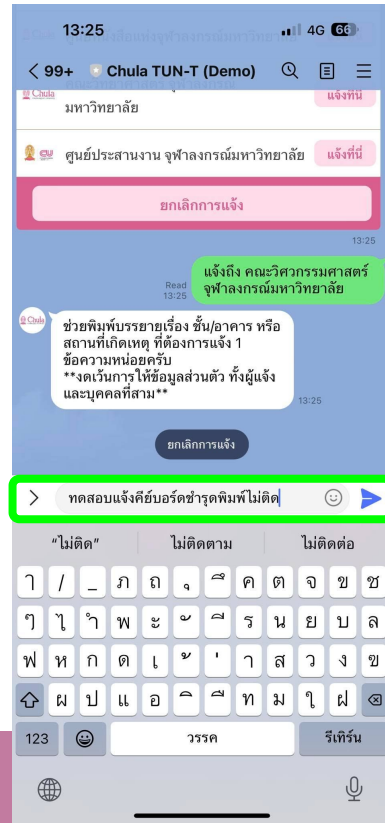 13:25
4G 66
99+ Chula TUN-T (Demo)
Chula
มหาวิทยาลัย
แจ้งที่นี่
ศูนย์ประสานงาน จุฬาลงกรณ์มหาวิทยาลัย แจ้งที่นี่
ยกเลิกการแจ้ง
13:25
แจ้งถึง คณะวิศวกรรมศาสตร์
จุฬาลงกรณ์มหาวิทยาลัย
Read
13:25
Chula
ช่วยพิมพ์บรรยายเรื่อง ชั้น/อาคาร หรือ
สถานที่เกิดเหตุ ที่ต้องการแจ้ง 1
ข้อความหน่อยครับ
**งดเว้นการให้ข้อมูลส่วนตัว ทั้งผู้แจ้ง
และบุคคลที่สาม**
13:25
ยกเลิกการแจ้ง
ทดสอบแจ้งคีย์บอร์ดชำรุดพิมพ์ไม่ติด
“ไม่ติด” ไม่ติดตาม ไม่ติดต่อ
ๅ / _ ภ ถ ุ ึ ค ต จ ข ช
ๆ ไ ำ พ ะ ั ี ร น ย บ ล
ฟ ห ก ด เ ้ ่ า ส ว ง ฃ
ผ ป แ อ ิ ื ท ม ใ ฝ
123 วรรค รีเทิร์น